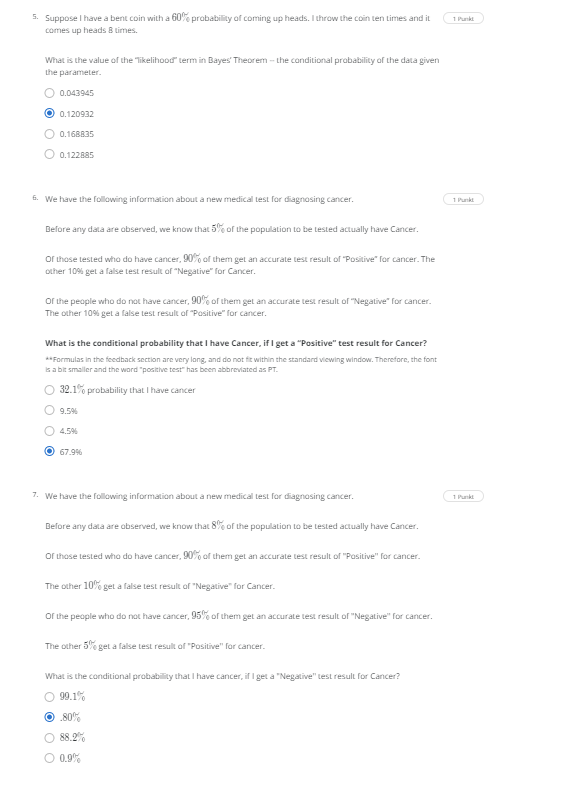 5. Suppose I have a bent coin with a 60% probability of coming up heads. I throw the coin ten times and it 1 Punkt
comes up heads 8 times.
What is the value of the "likelihood" term in Bayes' Theorem -- the conditional probability of the data given
the parameter.
0.043945
0.120932
0.168835
0.122885
6. We have the following information about a new medical test for diagnosing cancer. 1 Punkt
Before any data are observed, we know that 5% of the population to be tested actually have Cancer.
Of those tested who do have cancer, 90% of them get an accurate test result of "Positive" for cancer. The
other 10% get a false test result of "Negative" for Cancer.
Of the people who do not have cancer, 90% of them get an accurate test result of "Negative" for cancer.
The other 10% get a false test result of "Positive" for cancer.
What is the conditional probability that I have Cancer, if I get a "Positive" test result for Cancer?
**Formulas in the feedback section are very long, and do not fit within the standard viewing window. Therefore, the font
is a bit smaller and the word "positive test" has been abbreviated as PT.
32.1% probability that I have cancer
9.5%
4.5%
67.9%
7. We have the following information about a new medical test for diagnosing cancer. 1 Punkt
Before any data are observed, we know that 8% of the population to be tested actually have Cancer.
Of those tested who do have cancer, 90% of them get an accurate test result of "Positive" for cancer.
The other 10% get a false test result of "Negative" for Cancer.
Of the people who do not have cancer, 95% of them get an accurate test result of "Negative" for cancer.
The other 5% get a false test result of "Positive" for cancer.
What is the conditional probability that I have cancer, if I get a "Negative" test result for Cancer?
99.1%
.80%
88.2%
0.9%